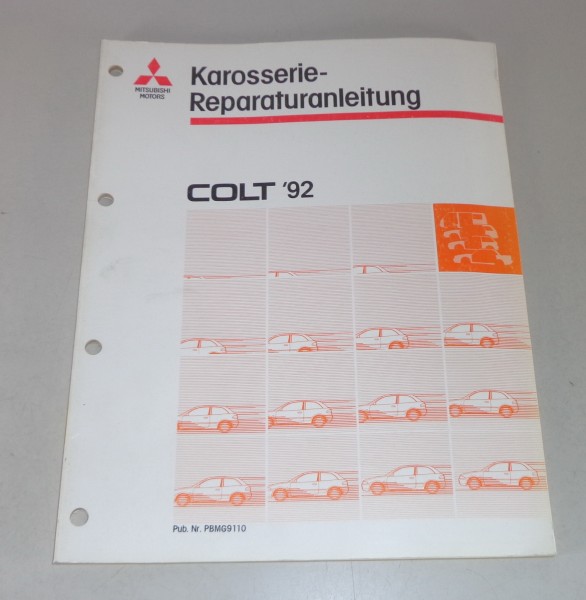 MITSUBISHI
MOTORS
Karosserie-
Reparaturanleitung
COLT '92
Pub. Nr. PBMG9110